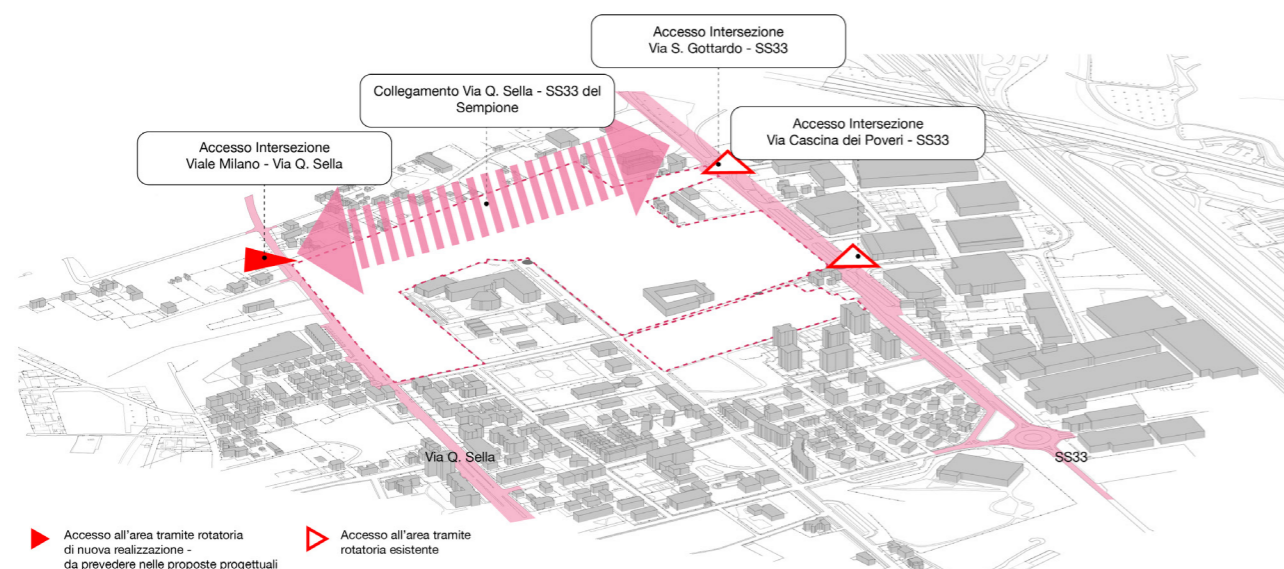 Accesso Intersezione
Via S. Gottardo - SS33
Collegamento Via Q. Sella - SS33 del
Sempione
Accesso Intersezione
Via Cascina dei Poveri - SS33
Accesso Intersezione
Viale Milano - Via Q. Sella
Via Q. Sella
SS33
Accesso all'area tramite rotatoria
di nuova realizzazione -
da prevedere nelle proposte progettuali
Accesso all'area tramite
rotatoria esistente